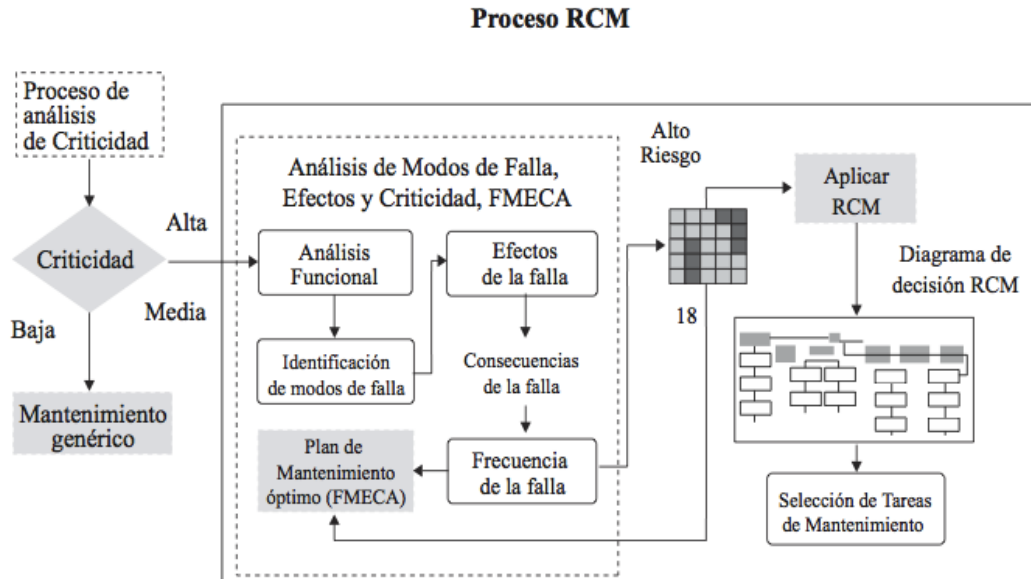 Proceso RCM
Proceso de
análisis
de Criticidad
Criticidad
Alta
Media
Baja
Mantenimiento
genérico
Análisis de Modos de Falla,
Efectos y Criticidad, FMECA
Análisis
Funcional
Identificación
de modos de falla
Efectos
de la falla
Consecuencias
de la falla
Frecuencia
de la falla
Plan de
Mantenimiento
óptimo (FMECA)
Alto
Riesgo
18
Aplicar
RCM
Diagrama de
decisión RCM
Selección de Tareas
de Mantenimiento